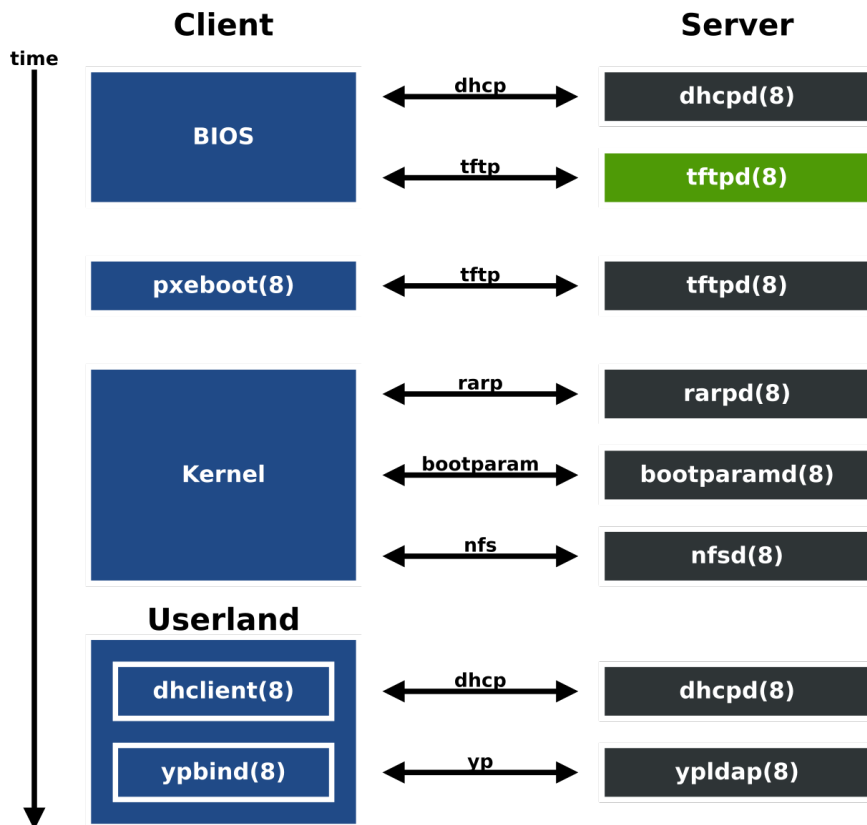 Client
Server
time
BIOS
dhcp
dhcpd(8)
tftp
tftpd(8)
pxeboot(8)
tftp
tftpd(8)
Kernel
rarp
rarpd(8)
bootparam
bootparamd(8)
nfs
nfsd(8)
Userland
dhclient(8)
dhcp
dhcpd(8)
ypbind(8)
yp
ypldap(8)